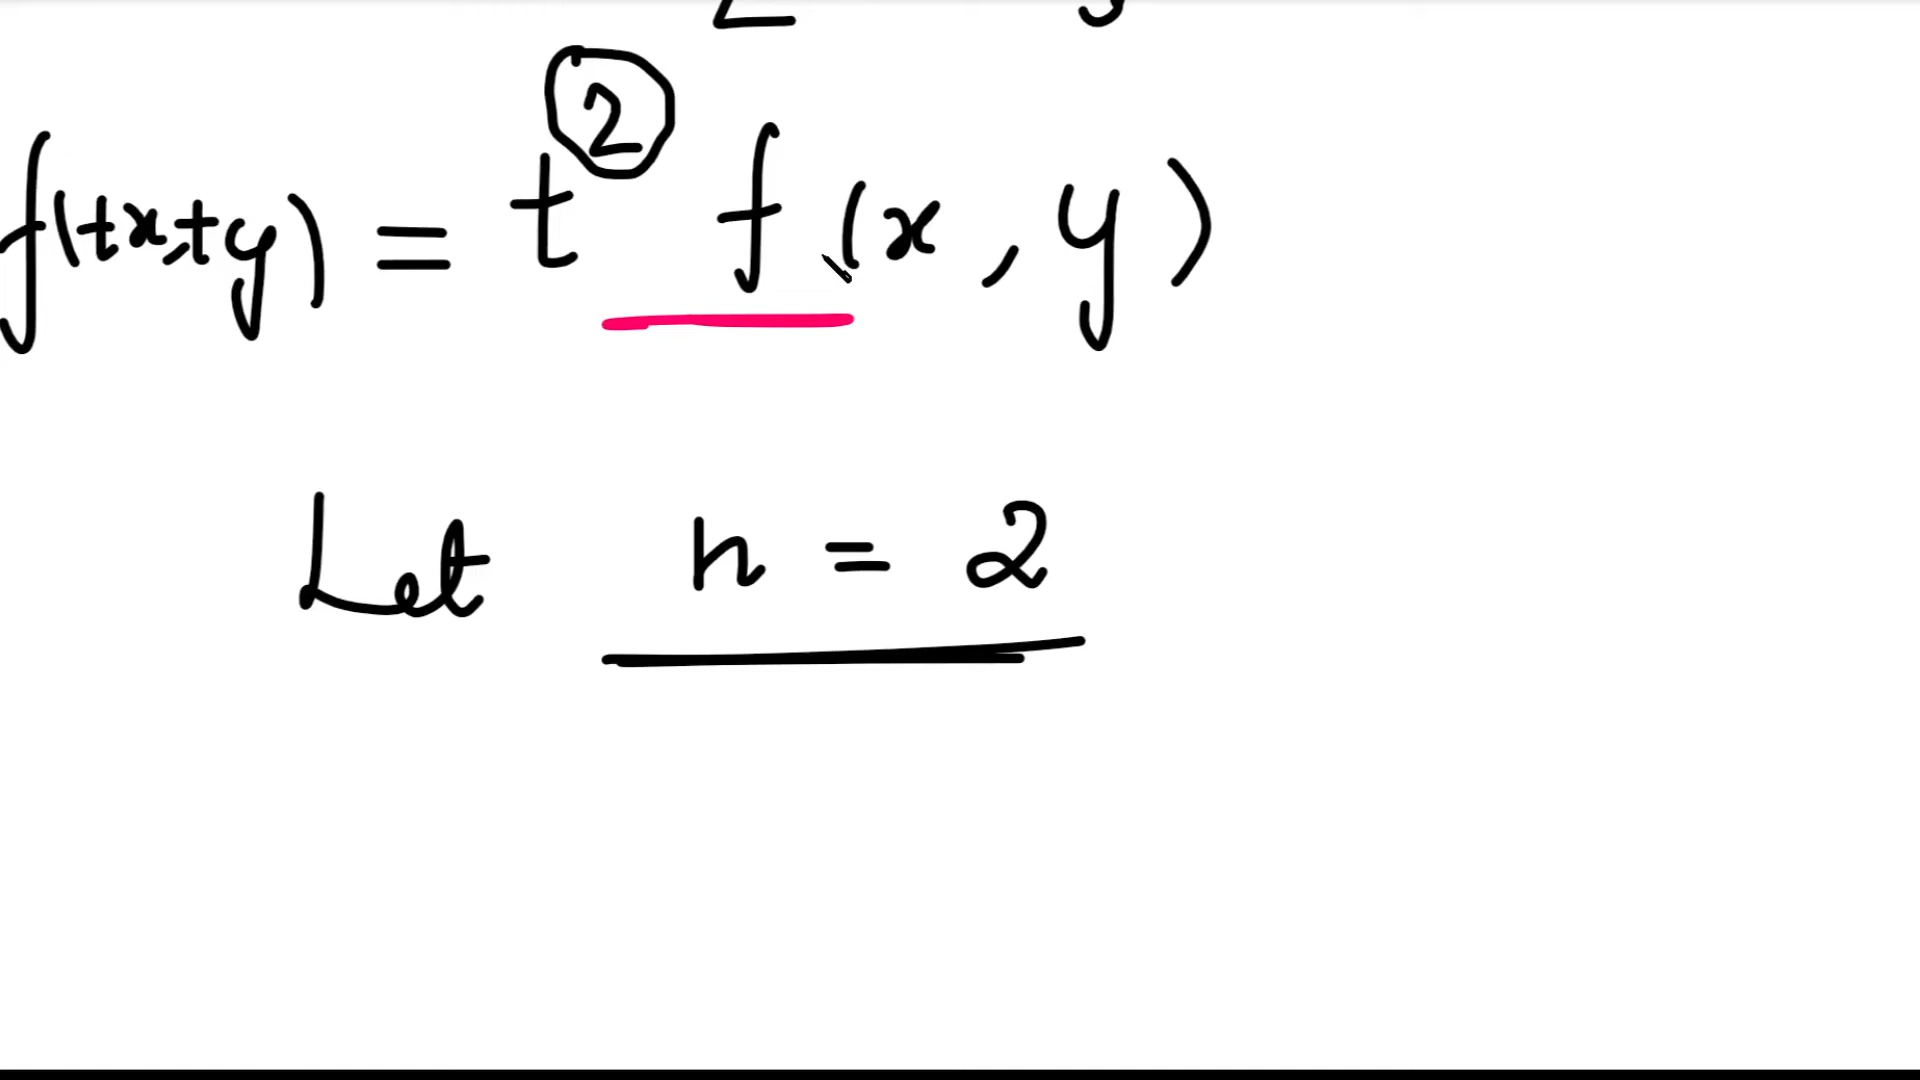 f(tx,ty) = t² f(x, y)
Let n = 2